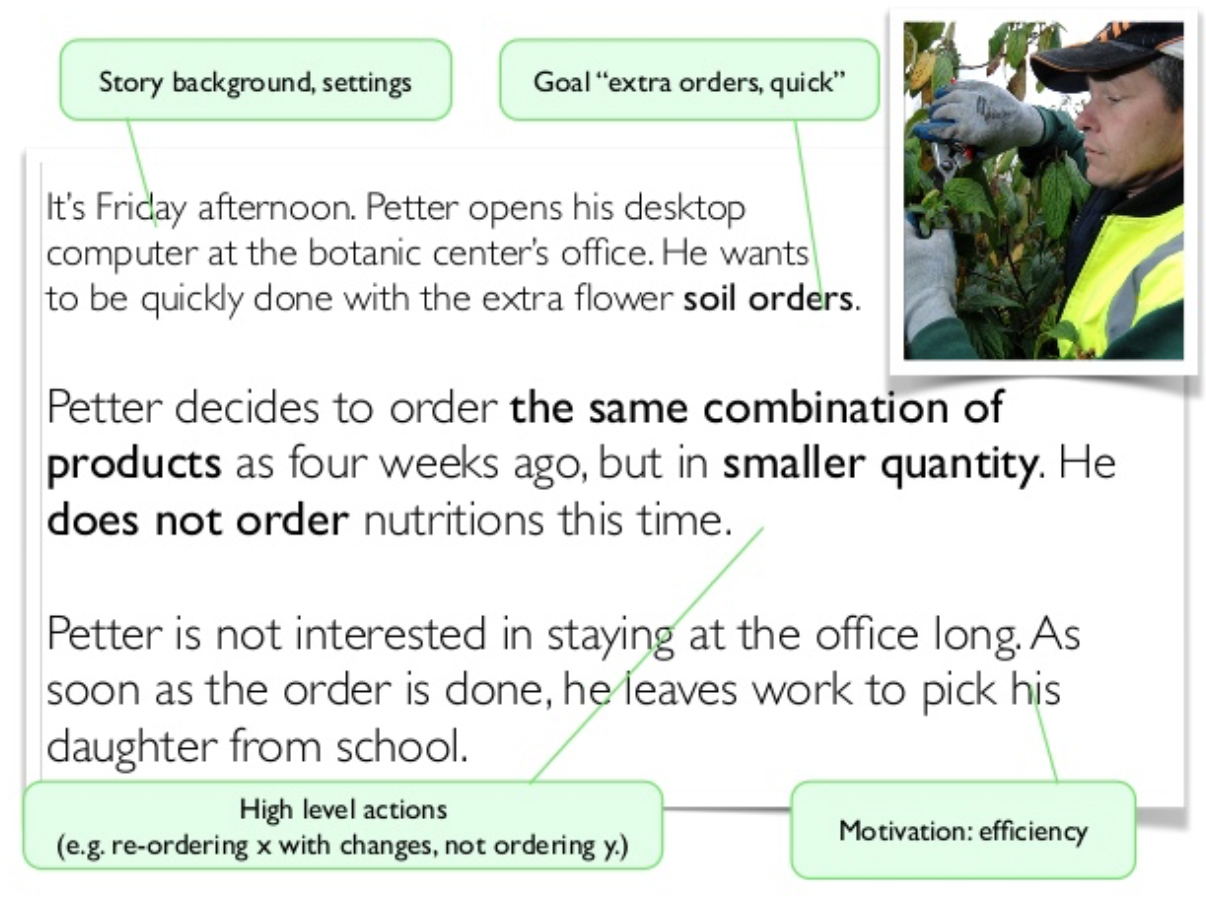 Story background, settings
Goal “extra orders, quick”
It’s Friday afternoon. Petter opens his desktop
computer at the botanic center’s office. He wants
to be quickly done with the extra flower soil orders.
Petter decides to order the same combination of
products as four weeks ago, but in smaller quantity. He
does not order nutritions this time.
Petter is not interested in staying at the office long. As
soon as the order is done, he leaves work to pick his
daughter from school.
High level actions
(e.g. re-ordering x with changes, not ordering y.)
Motivation: efficiency